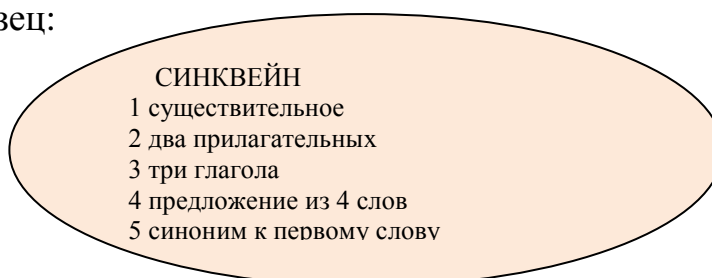 вец:
СИНКВЕЙН
1 существительное
2 два прилагательных
3 три глагола
4 предложение из 4 слов
5 синоним к первому слову